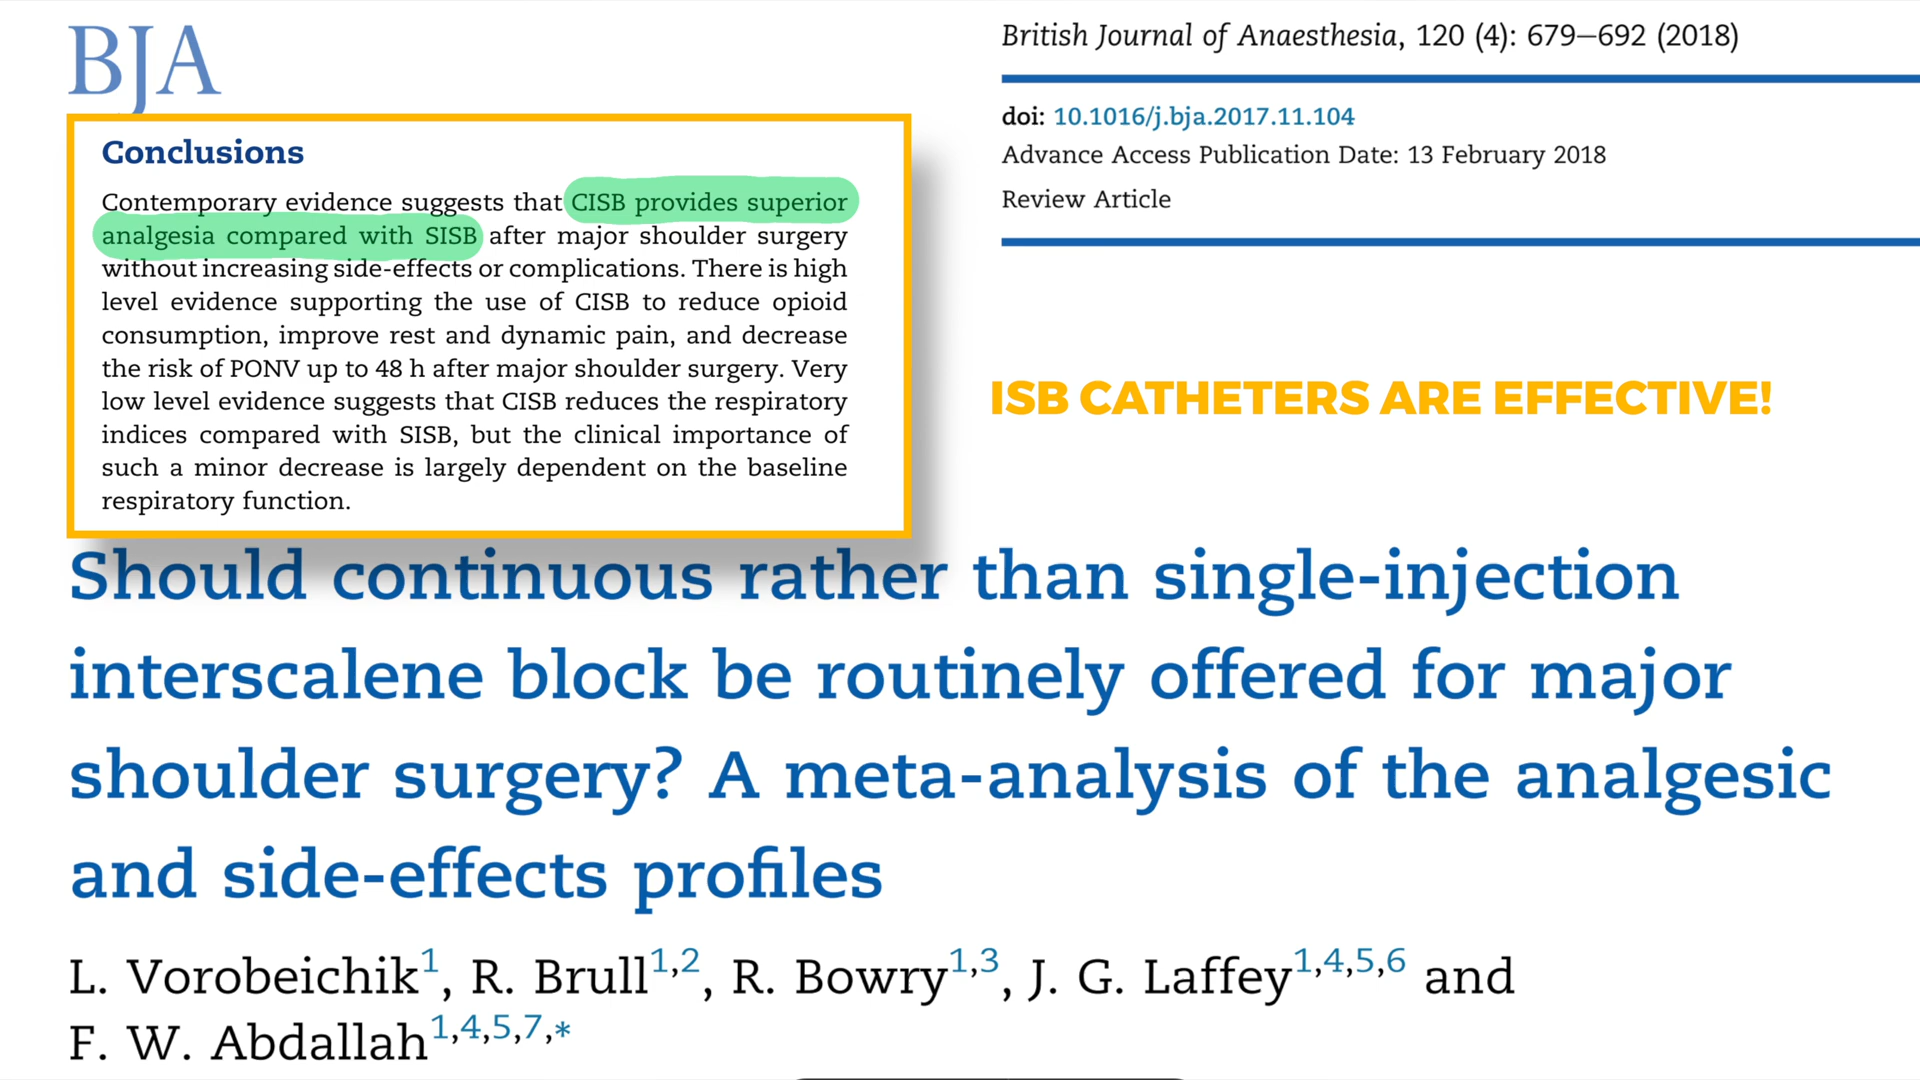 BJA
British Journal of Anaesthesia, 120 (4): 679–692 (2018)
doi: 10.1016/j.bja.2017.11.104
Advance Access Publication Date: 13 February 2018
Review Article
Conclusions
Contemporary evidence suggests that CISB provides superior
analgesia compared with SISB after major shoulder surgery
without increasing side-effects or complications. There is high
level evidence supporting the use of CISB to reduce opioid
consumption, improve rest and dynamic pain, and decrease
the risk of PONV up to 48 h after major shoulder surgery. Very
low level evidence suggests that CISB reduces the respiratory
indices compared with SISB, but the clinical importance of
such a minor decrease is largely dependent on the baseline
respiratory function.
ISB CATHETERS ARE EFFECTIVE!
Should continuous rather than single-injection
interscalene block be routinely offered for major
shoulder surgery? A meta-analysis of the analgesic
and side-effects profiles
L. Vorobeichik1, R. Brull1,2, R. Bowry1,3, J. G. Laffey1,4,5,6 and
F. W. Abdallah1,4,5,7,*